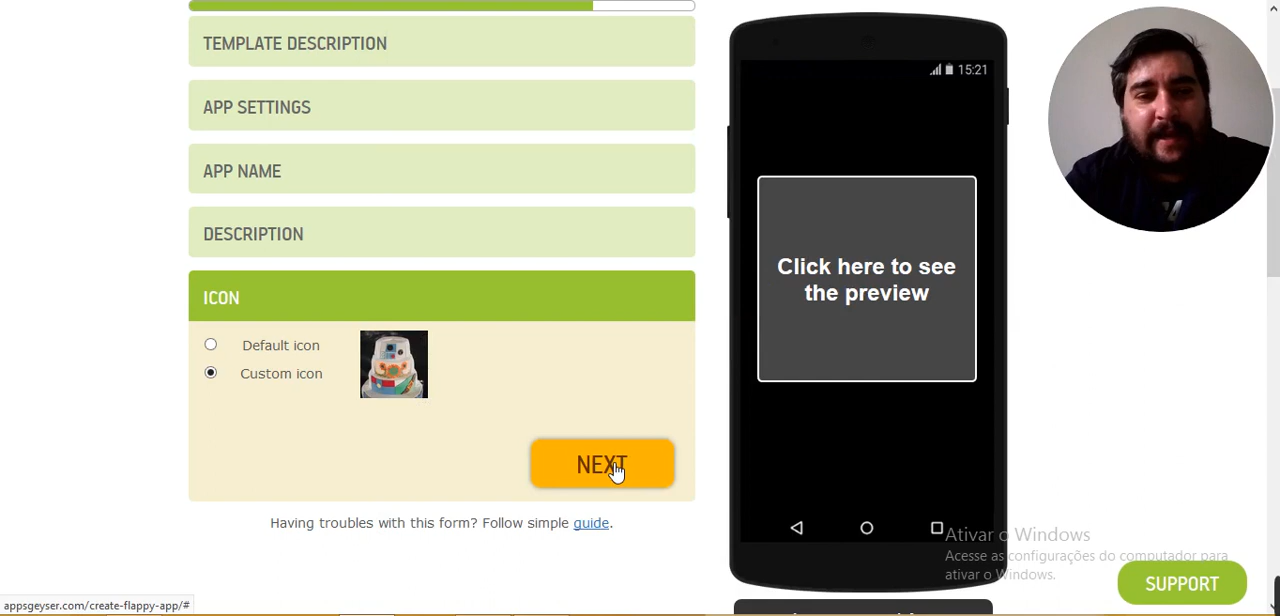 TEMPLATE DESCRIPTION
APP SETTINGS
APP NAME
DESCRIPTION
ICON
Default icon
Custom icon
NEXT
Having troubles with this form? Follow simple guide.
15:21
Click here to see
the preview
Ativar o Windows
Acesse as configurações do computador para
ativar o Windows.
SUPPORT
appsgeyser.com/create-flappy-app/#